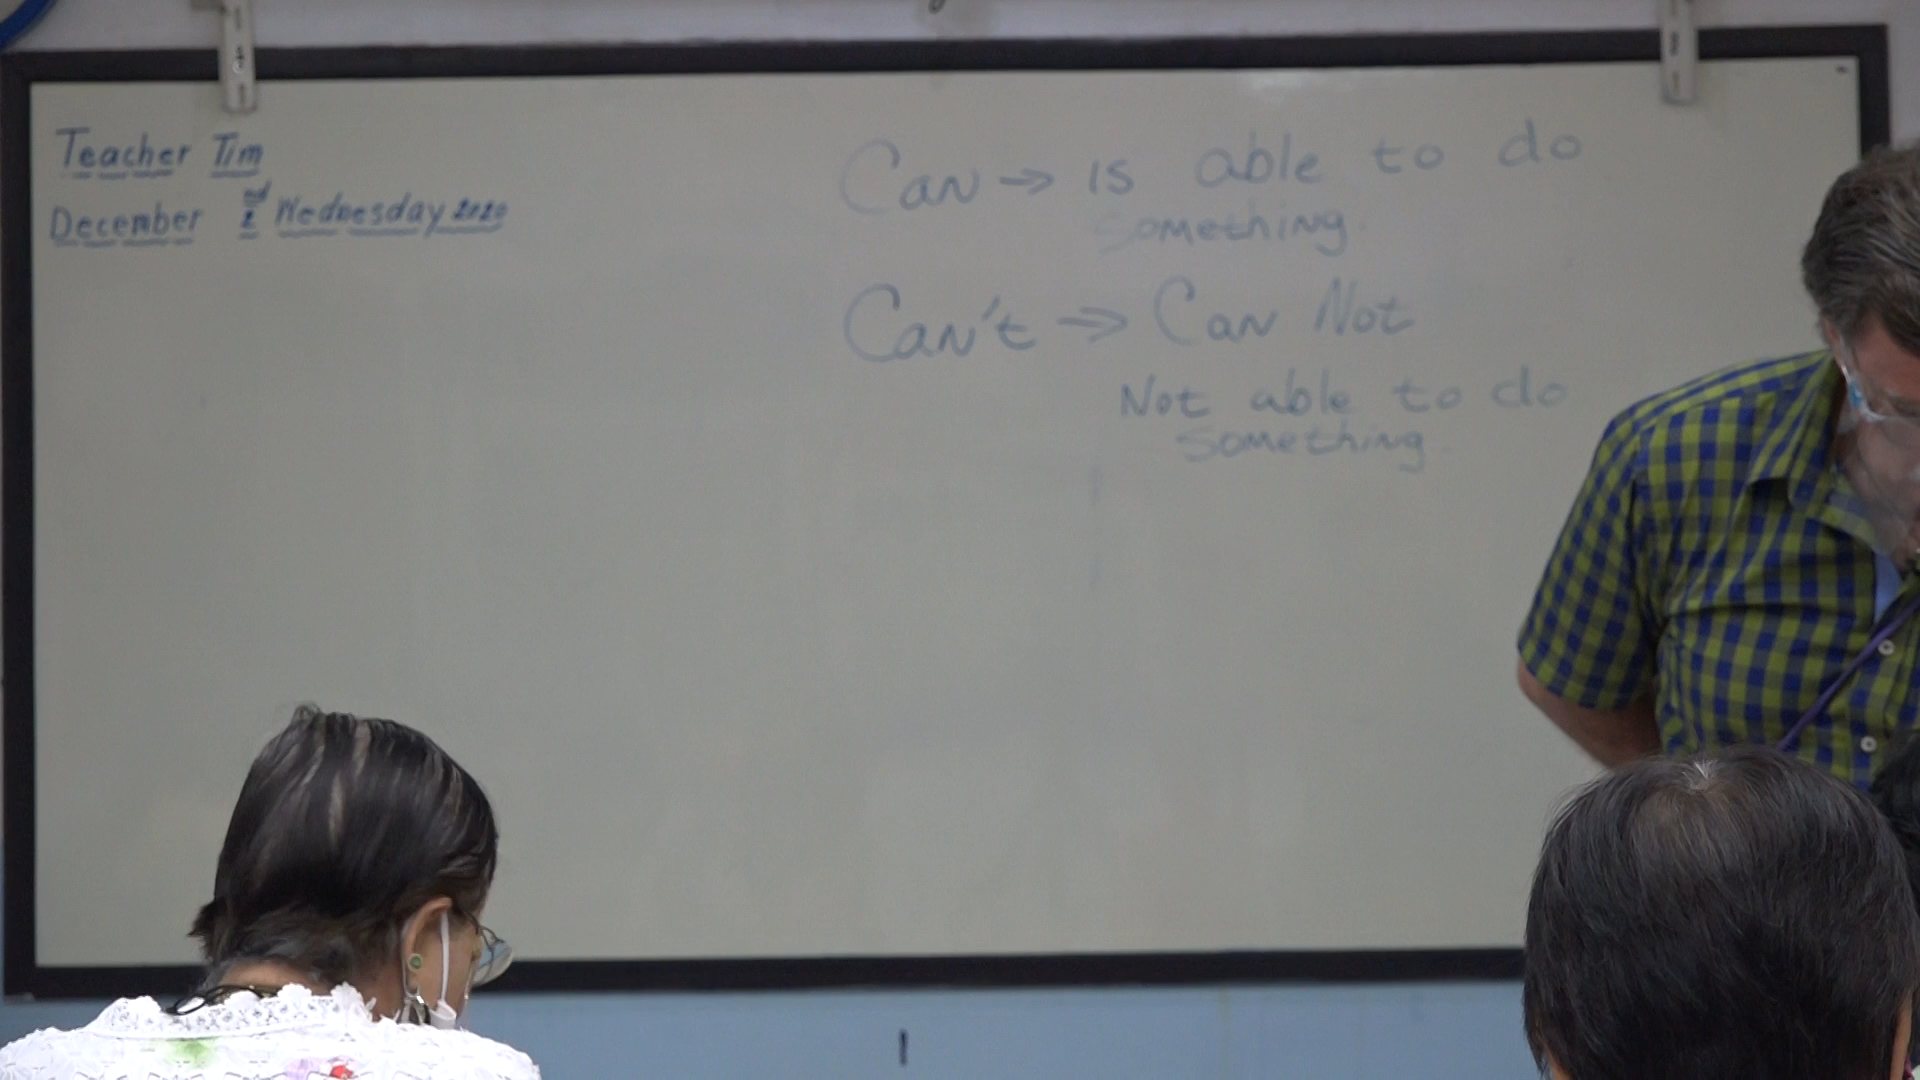 Teacher Tim
December 2nd Wednesday 2020
Can → is able to do
something.
Can't → Can Not
Not able to do
something.